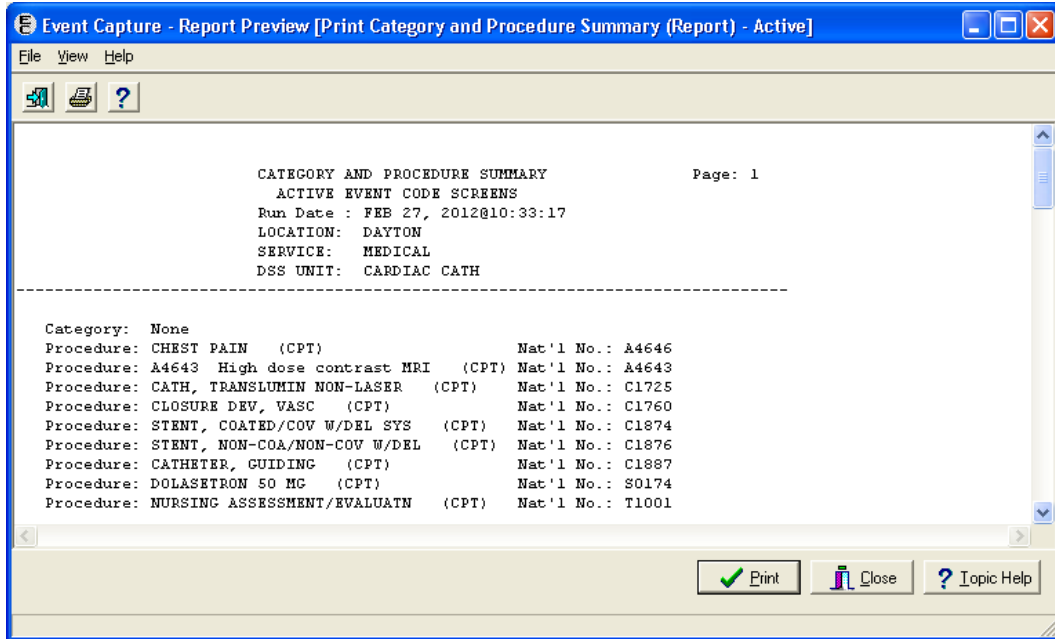 Event Capture - Report Preview [Print Category and Procedure Summary (Report) - Active]
File View Help
?
CATEGORY AND PROCEDURE SUMMARY Page: 1
ACTIVE EVENT CODE SCREENS
Run Date : FEB 27, 2012@10:33:17
LOCATION: DAYTON
SERVICE: MEDICAL
DSS UNIT: CARDIAC CATH
--------------------------------------------------------------------------------
Category: None
Procedure: CHEST PAIN (CPT) Nat'l No.: A4646
Procedure: A4643 High dose contrast MRI (CPT) Nat'l No.: A4643
Procedure: CATH, TRANSLUMIN NON-LASER (CPT) Nat'l No.: C1725
Procedure: CLOSURE DEV, VASC (CPT) Nat'l No.: C1760
Procedure: STENT, COATED/COV W/DEL SYS (CPT) Nat'l No.: C1874
Procedure: STENT, NON-COA/NON-COV W/DEL (CPT) Nat'l No.: C1876
Procedure: CATHETER, GUIDING (CPT) Nat'l No.: C1887
Procedure: DOLASETRON 50 MG (CPT) Nat'l No.: S0174
Procedure: NURSING ASSESSMENT/EVALUATN (CPT) Nat'l No.: T1001
Print Close ? Topic Help